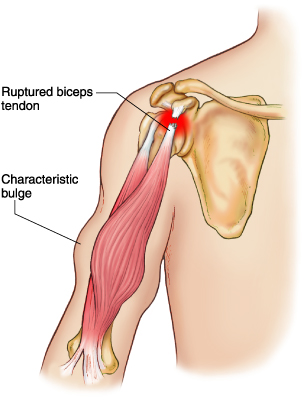 Ruptured biceps
tendon
Characteristic
bulge